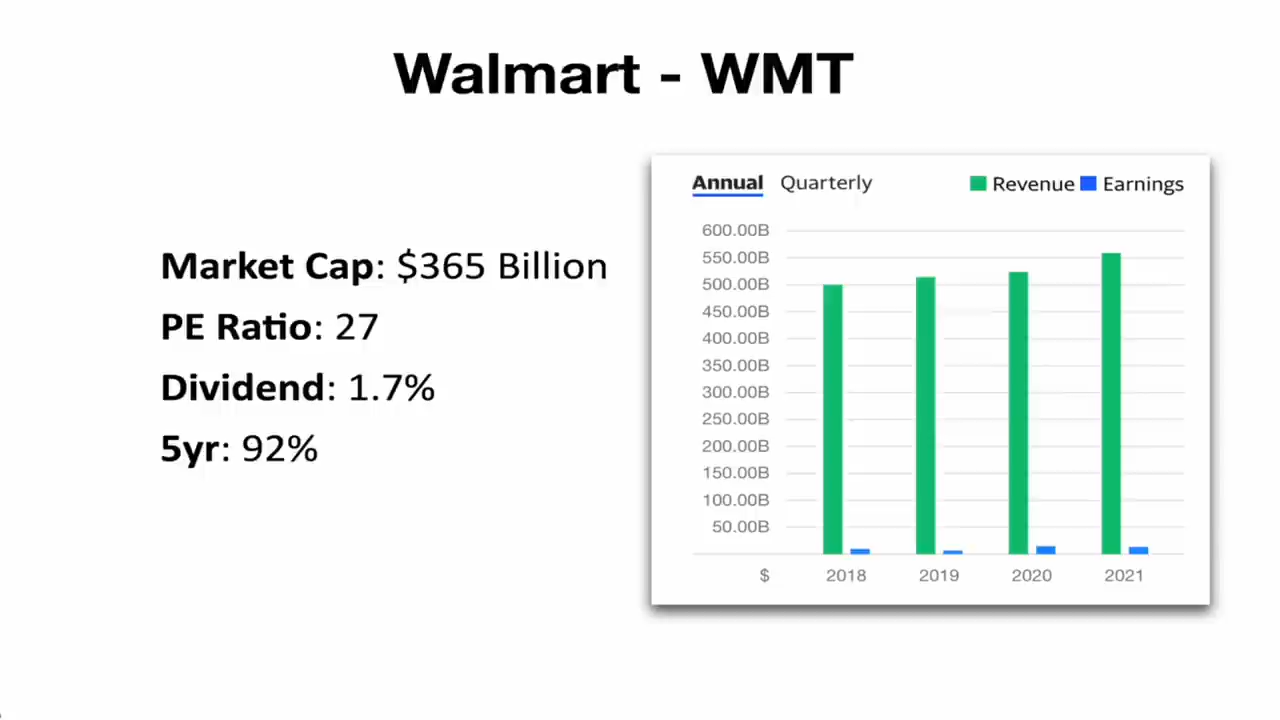 Walmart - WMT
Market Cap: $365 Billion
PE Ratio: 27
Dividend: 1.7%
5yr: 92%
Annual Quarterly Revenue Earnings
600.00B
550.00B
500.00B
450.00B
400.00B
350.00B
300.00B
250.00B
200.00B
150.00B
100.00B
50.00B
$ 2018 2019 2020 2021